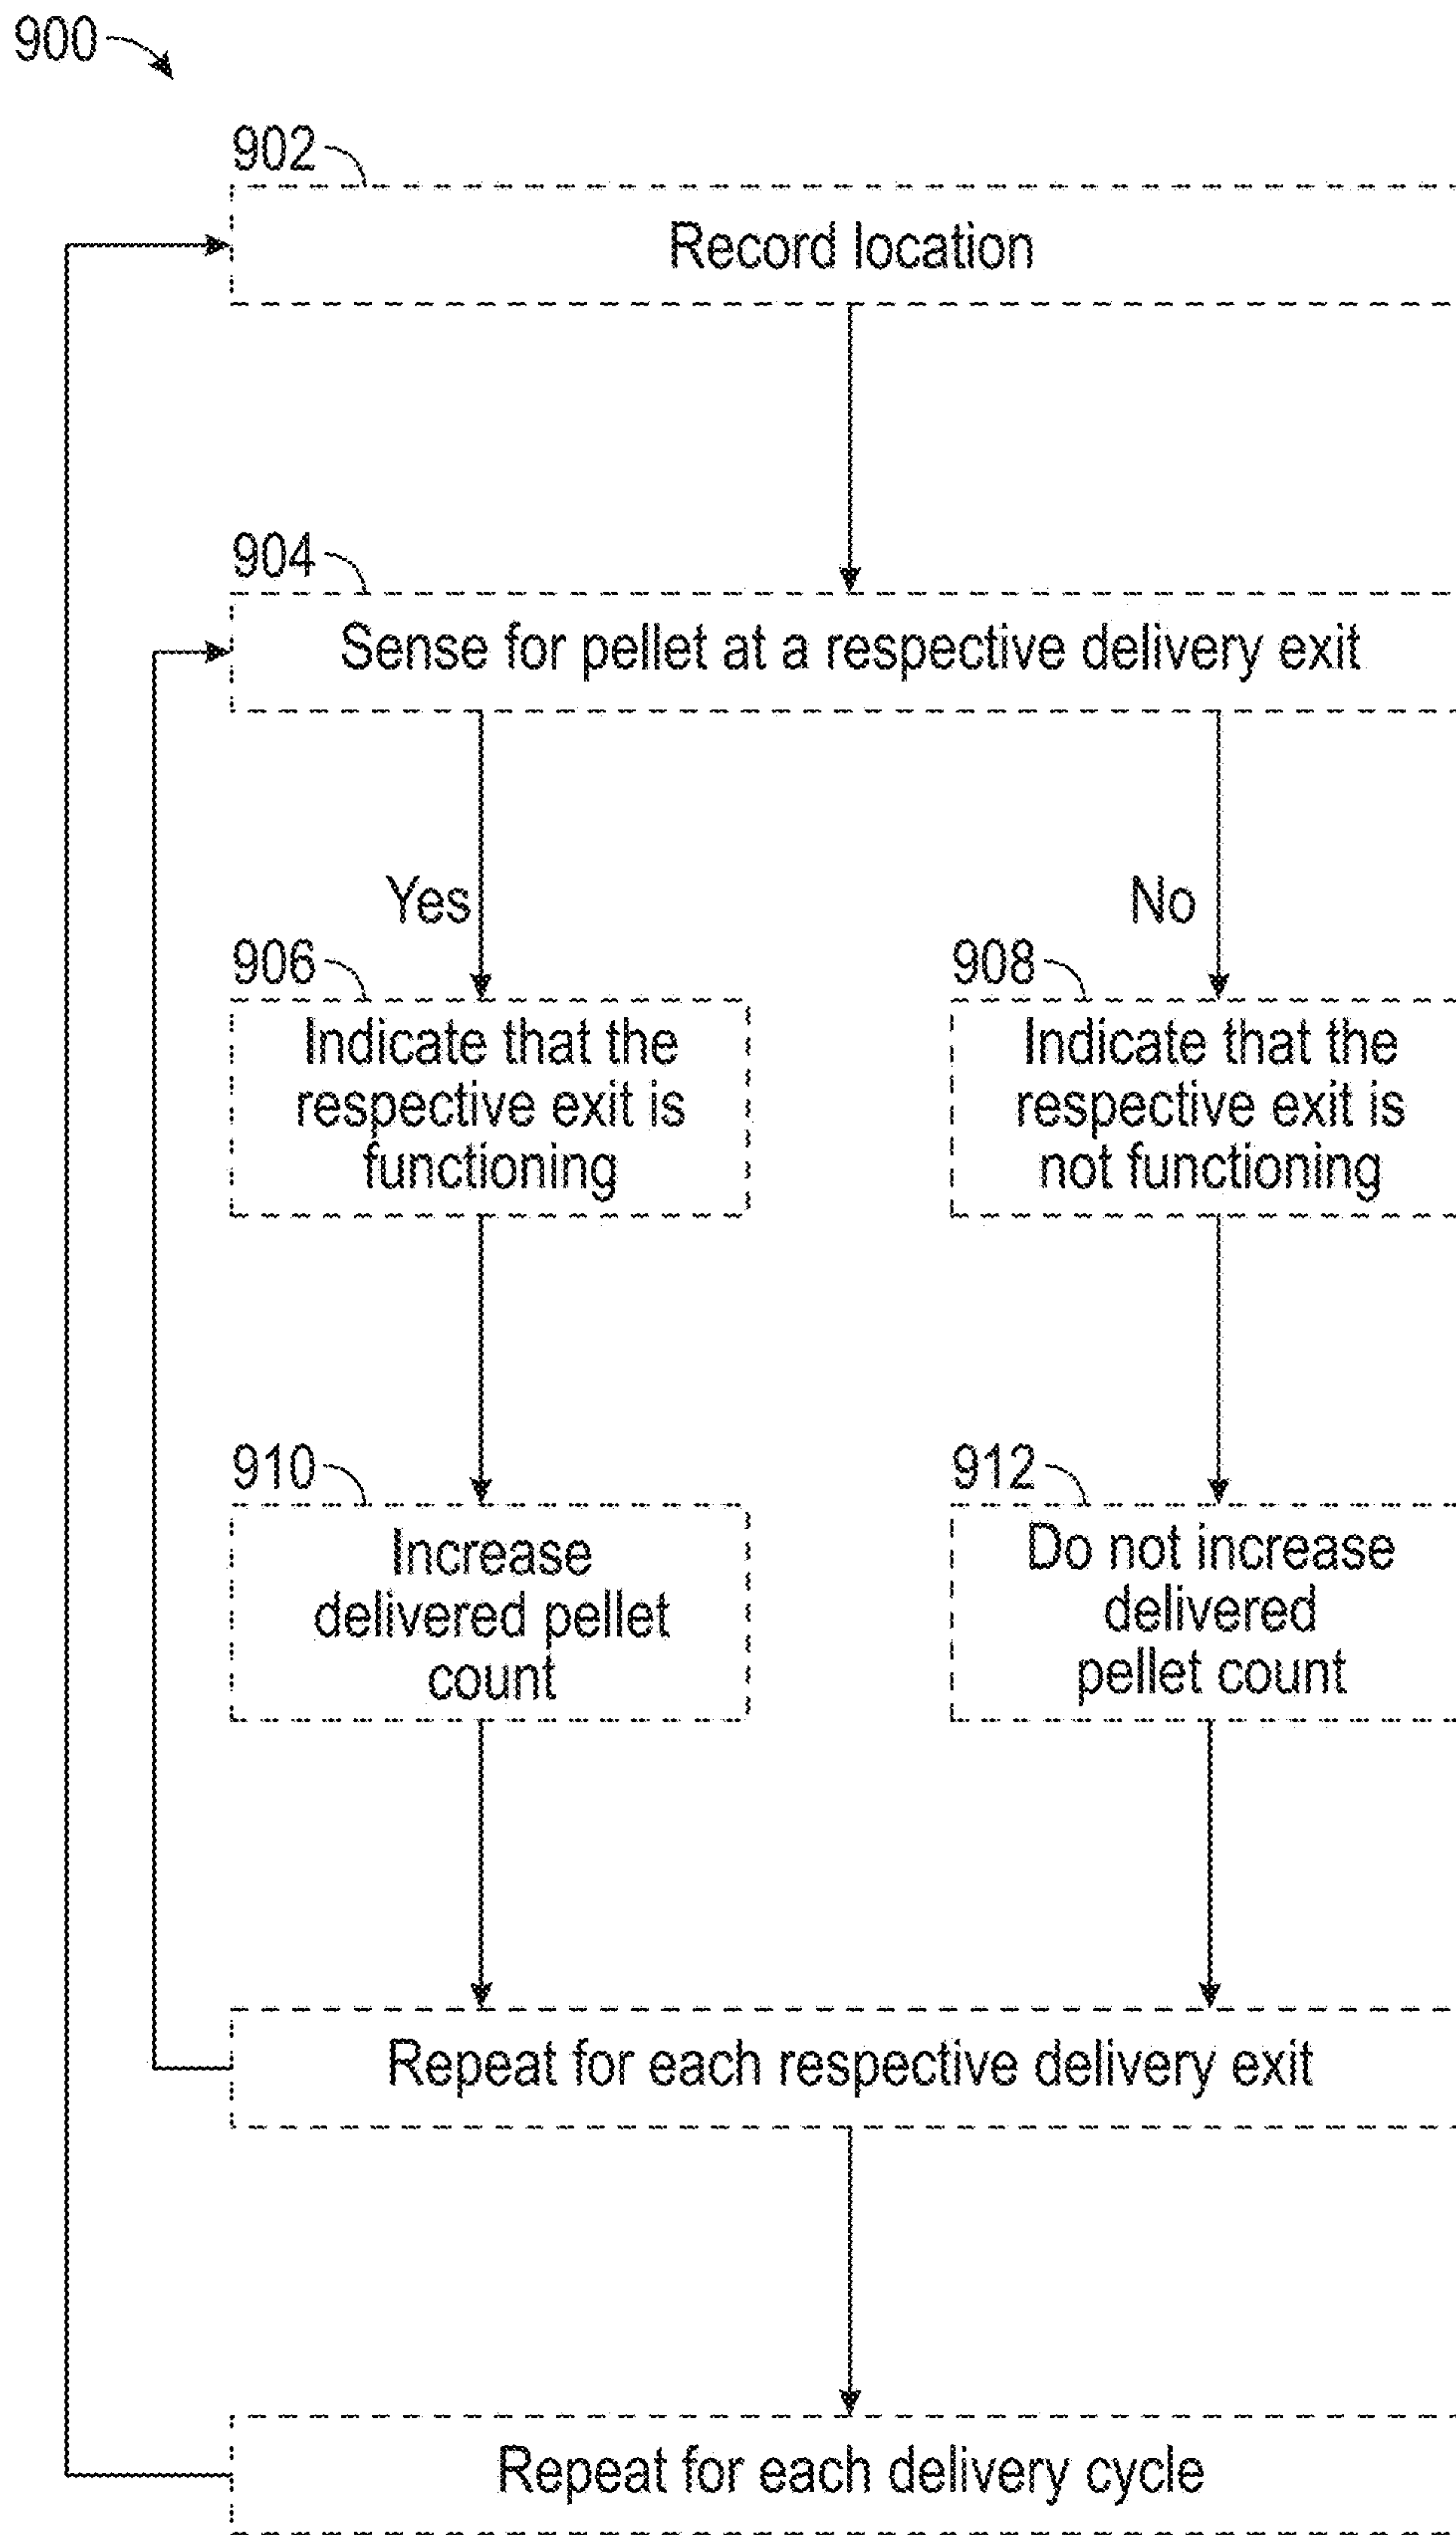 900
902
Record location
904
Sense for pellet at a respective delivery exit
Yes
No
906
Indicate that the
respective exit is
functioning
908
Indicate that the
respective exit is
not functioning
910
Increase
delivered pellet
count
912
Do not increase
delivered
pellet count
Repeat for each respective delivery exit
Repeat for each delivery cycle